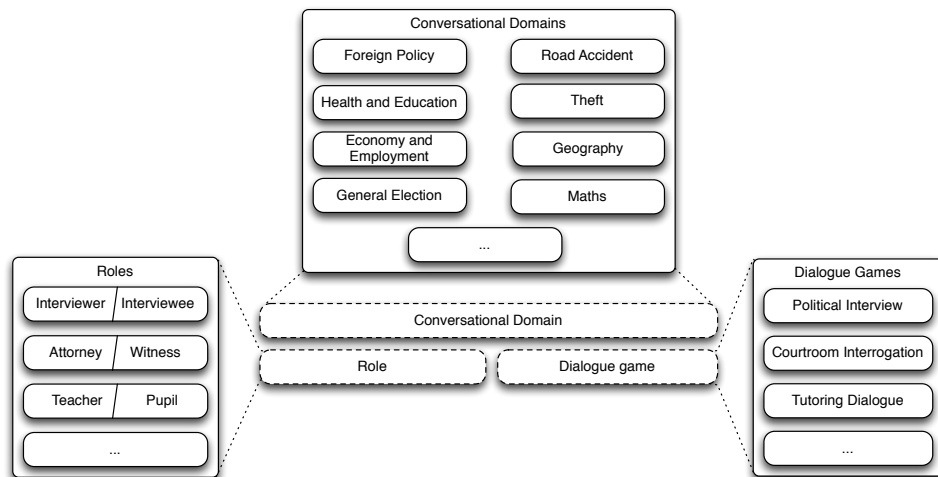 Conversational Domains
Foreign Policy
Road Accident
Health and Education
Theft
Economy and
Employment
Geography
General Election
Maths
...
Roles
Interviewer
Interviewee
Attorney
Witness
Teacher
Pupil
...
Conversational Domain
Role
Dialogue game
Dialogue Games
Political Interview
Courtroom Interrogation
Tutoring Dialogue
...